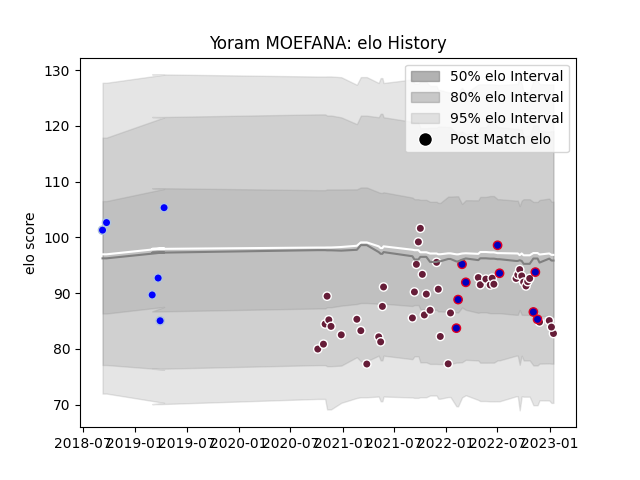 Yoram MOEFANA: elo History
130
120
110
100
90
80
70
elo score
50% elo Interval
80% elo Interval
95% elo Interval
Post Match elo
2018-07 2019-01 2019-07 2020-01 2020-07 2021-01 2021-07 2022-01 2022-07 2023-01